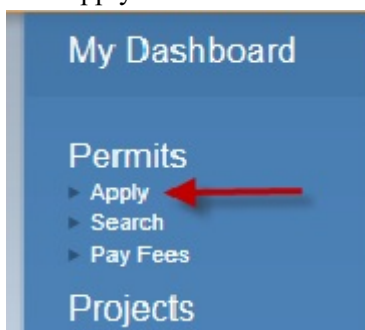 My Dashboard
Permits
Apply
Search
Pay Fees
Projects